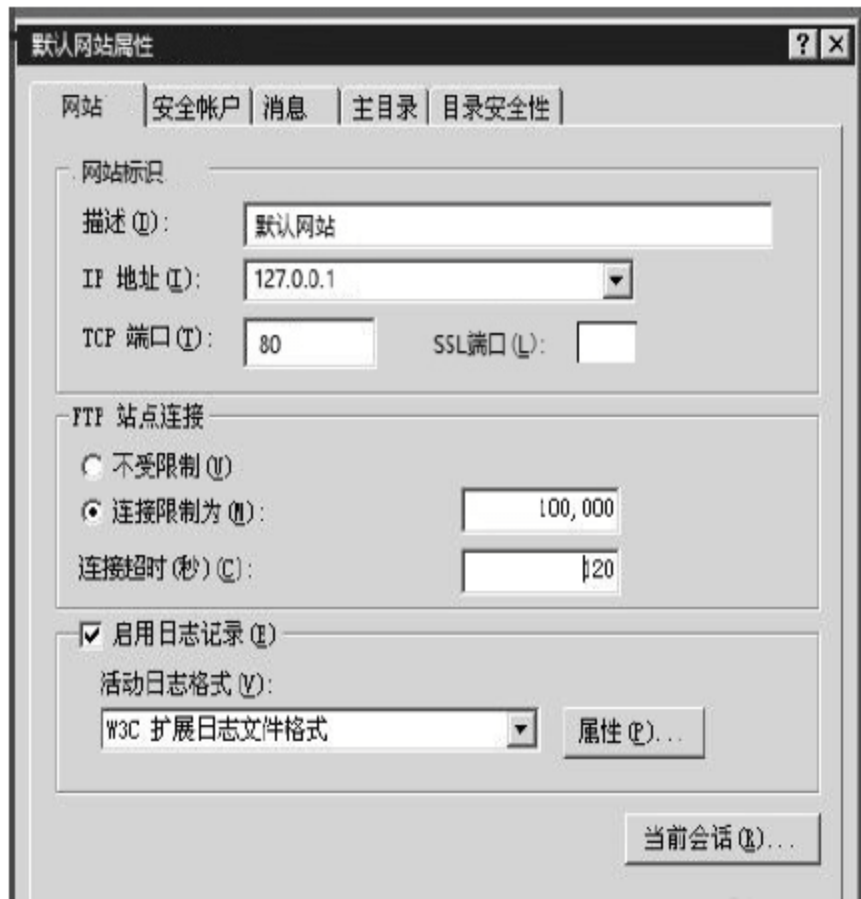 默认网站属性
网站 安全帐户 消息 主目录 目录安全性
网站标识
描述(D): 默认网站
IP 地址(I): 127.0.0.1
TCP 端口(T): 80 SSL端口(L):
FTP 站点连接
不受限制(U)
连接限制为(M): 100,000
连接超时(秒)(C): 120
启用日志记录(E)
活动日志格式(V):
W3C 扩展日志文件格式 属性(P)...
当前会话(R)...